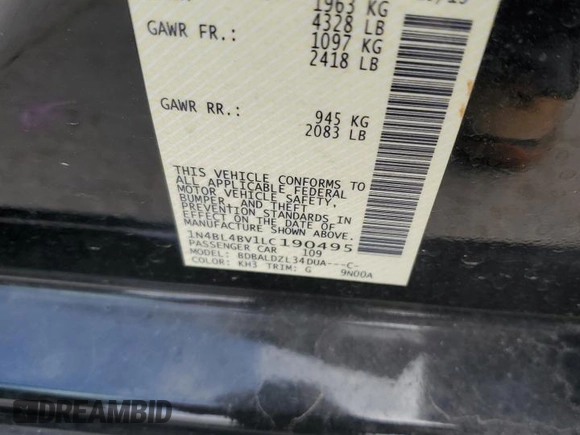 1963 KG
4328 LB
GAWR FR.: 1097 KG
2418 LB
GAWR RR.: 945 KG
2083 LB
THIS VEHICLE CONFORMS TO
ALL APPLICABLE FEDERAL
MOTOR VEHICLE SAFETY,
BUMPER, AND THEFT
PREVENTION STANDARDS IN
EFFECT ON THE DATE OF
MANUFACTURE SHOWN ABOVE.
1N4BL4BV1LC190495
PASSENGER CAR 109
MODEL: BDBALDZL34DUA---C-
COLOR: KH3 TRIM: G 9N00A
DREAMBID